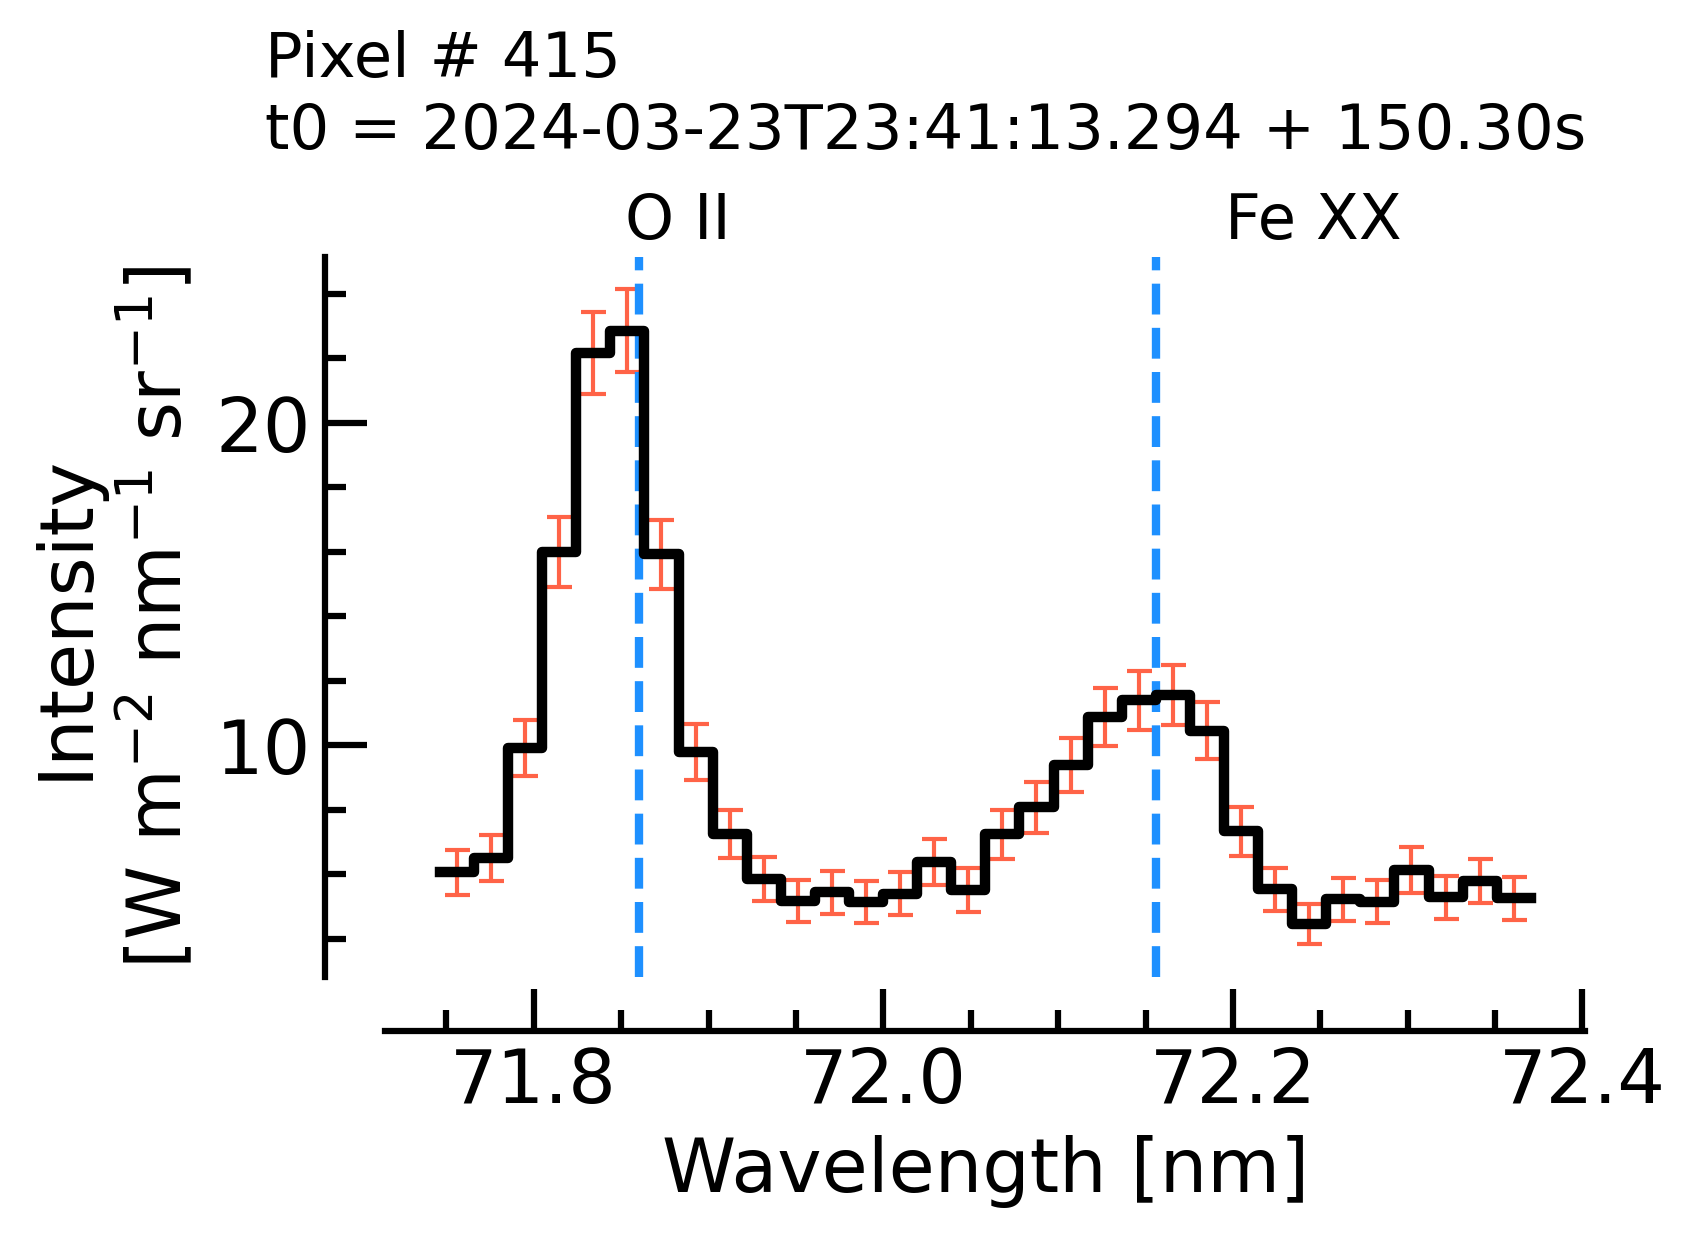 Pixel # 415
t0 = 2024-03-23T23:41:13.294 + 150.30s
O II
Fe XX
Intensity
[W m⁻² nm⁻¹ sr⁻¹]
20
10
71.8
72.0
72.2
72.4
Wavelength [nm]